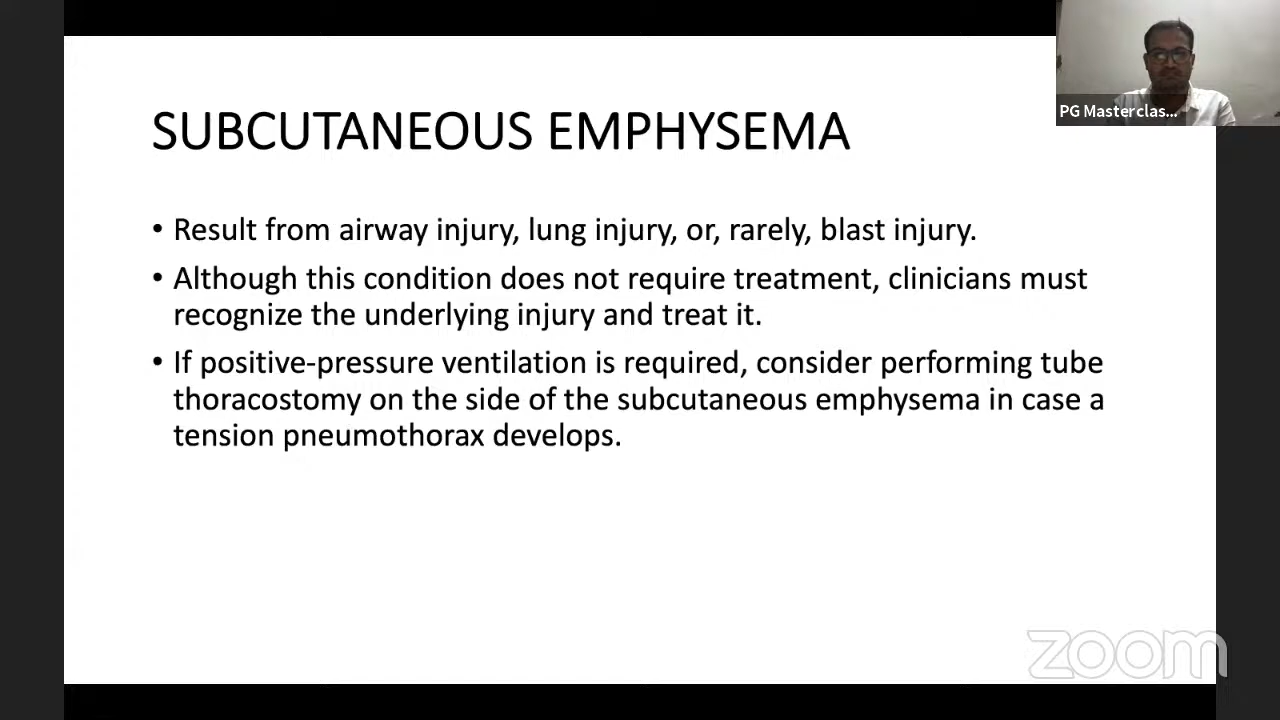 PG Masterclas...
SUBCUTANEOUS EMPHYSEMA
• Result from airway injury, lung injury, or, rarely, blast injury.
• Although this condition does not require treatment, clinicians must
recognize the underlying injury and treat it.
• If positive-pressure ventilation is required, consider performing tube
thoracostomy on the side of the subcutaneous emphysema in case a
tension pneumothorax develops.
zoom